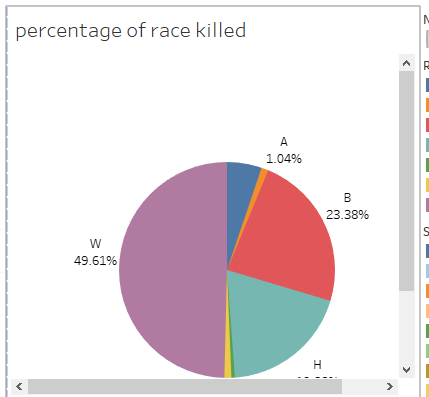 percentage of race killed
A
1.04%
B
23.38%
W
49.61%
H